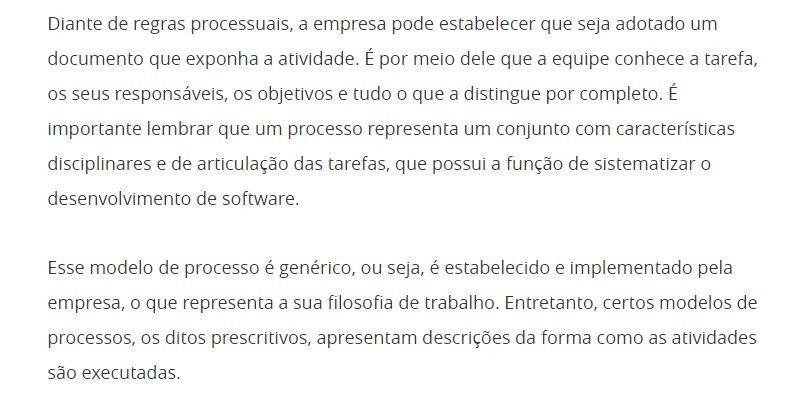 Diante de regras processuais, a empresa pode estabelecer que seja adotado um
documento que exponha a atividade. É por meio dele que a equipe conhece a tarefa,
os seus responsáveis, os objetivos e tudo o que a distingue por completo. É
importante lembrar que um processo representa um conjunto com características
disciplinares e de articulação das tarefas, que possui a função de sistematizar o
desenvolvimento de software.
Esse modelo de processo é genérico, ou seja, é estabelecido e implementado pela
empresa, o que representa a sua filosofia de trabalho. Entretanto, certos modelos de
processos, os ditos prescritivos, apresentam descrições da forma como as atividades
são executadas.